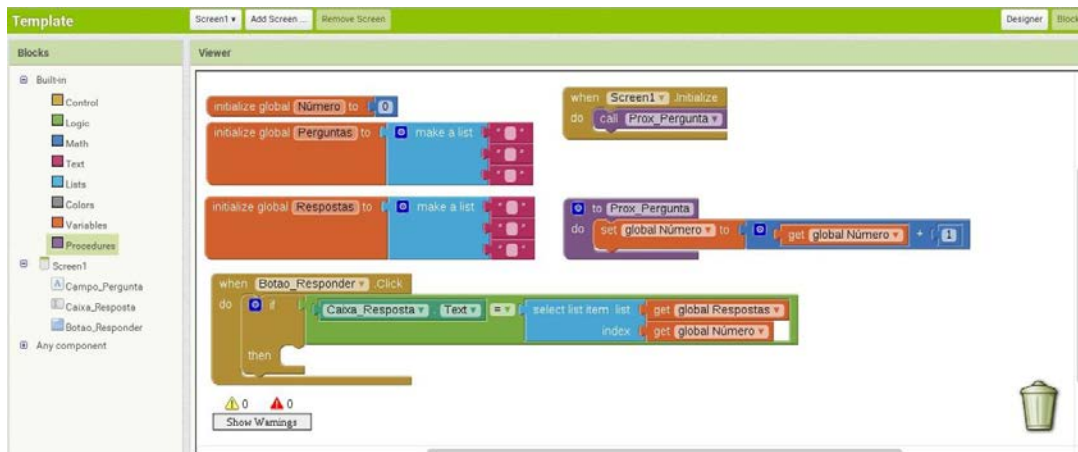 Template
Screen1 Add Screen ... Remove Screen Designer Block
Blocks
Viewer
Built-in
Control
Logic
Math
Text
Lists
Colors
Variables
Procedures
Screen1
Campo_Pergunta
Caixa_Resposta
Botao_Responder
Any component
initialize global Número to 0
initialize global Perguntas to make a list " "
" "
" "
initialize global Respostas to make a list " "
" "
" "
when Screen1 .Initialize
do call Prox_Pergunta
to Prox_Pergunta
do set global Número to get global Número + 1
when Botao_Responder .Click
do if Caixa_Resposta . Text = select list item list get global Respostas
index get global Número
then
0 0
Show Warnings